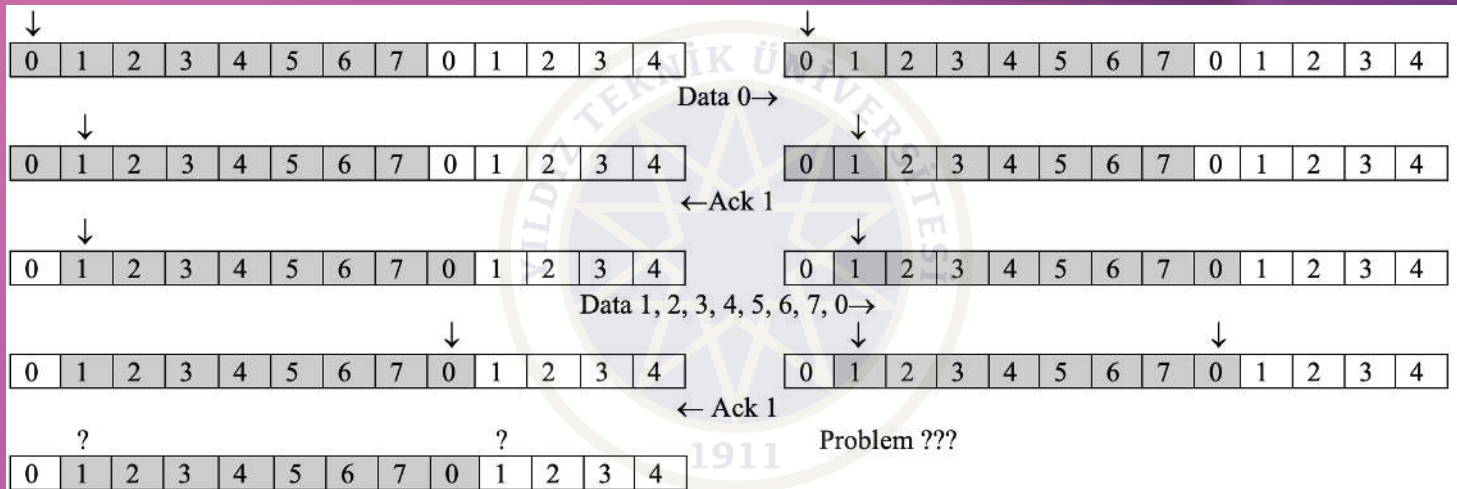 ↓ ↓
0 1 2 3 4 5 6 7 0 1 2 3 4 0 1 2 3 4 5 6 7 0 1 2 3 4
Data 0→
↓ ↓
0 1 2 3 4 5 6 7 0 1 2 3 4 0 1 2 3 4 5 6 7 0 1 2 3 4
←Ack 1
↓ ↓
0 1 2 3 4 5 6 7 0 1 2 3 4 0 1 2 3 4 5 6 7 0 1 2 3 4
Data 1, 2, 3, 4, 5, 6, 7, 0→
↓ ↓ ↓
0 1 2 3 4 5 6 7 0 1 2 3 4 0 1 2 3 4 5 6 7 0 1 2 3 4
← Ack 1
? ? Problem ???
0 1 2 3 4 5 6 7 0 1 2 3 4
YILDIZ TEKNİK ÜNİVERSİTESİ
1911